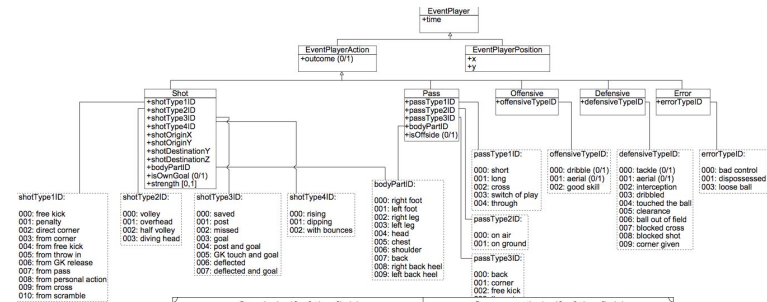 EventPlayer
+time
EventPlayerAction
+outcome (0/1)
EventPlayerPosition
+x
+y
Shot
+shotType1ID
+shotType2ID
+shotType3ID
+shotType4ID
+shotOriginX
+shotOriginY
+shotDestinationY
+shotDestinationZ
+bodyPartID
+isOwnGoal (0/1)
+strength [0,1]
Pass
+passType1ID
+passType2ID
+passType3ID
+bodyPartID
+isOffside (0/1)
Offensive
+offensiveTypeID
Defensive
+defensiveTypeID
Error
+errorTypeID
shotType1ID:
000: free kick
001: penalty
002: direct corner
003: from corner
004: from free kick
005: from throw in
006: from GK release
007: from pass
008: from personal action
009: from cross
010: from scramble
shotType2ID:
000: volley
001: overhead
002: half volley
003: diving head
shotType3ID:
000: saved
001: post
002: missed
003: goal
004: post and goal
005: GK touch and goal
006: deflected
007: deflected and goal
shotType4ID:
000: rising
001: dipping
002: with bounces
bodyPartID:
000: right foot
001: left foot
002: right leg
003: left leg
004: head
005: chest
006: shoulder
007: back
008: right back heel
009: left back heel
passType1ID:
000: short
001: long
002: cross
003: switch of play
004: through
passType2ID:
000: on air
001: on ground
passType3ID:
000: back
001: corner
002: free kick
offensiveTypeID:
000: dribble (0/1)
001: aerial (0/1)
002: good skill
defensiveTypeID:
000: tackle (0/1)
001: aerial (0/1)
002: interception
003: dribbled
004: touched the ball
005: clearance
006: ball out of field
007: blocked cross
008: blocked shot
009: corner given
errorTypeID:
000: bad control
001: dispossessed
003: loose ball